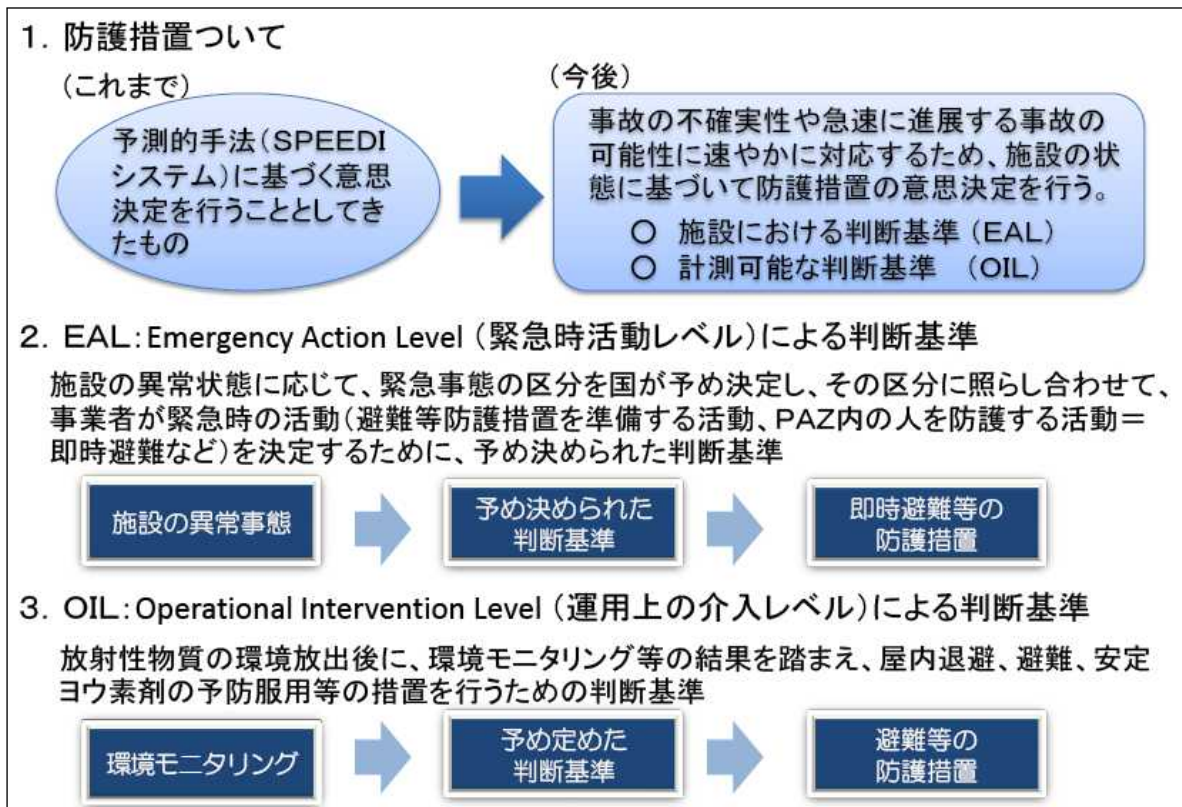 1．防護措置ついて
（これまで）
予測的手法（SPEEDI
システム）に基づく意思
決定を行うこととしてき
たもの
（今後）
事故の不確実性や急速に進展する事故の
可能性に速やかに対応するため、施設の状
態に基づいて防護措置の意思決定を行う。
○ 施設における判断基準（EAL）
○ 計測可能な判断基準 （OIL）
2．EAL：Emergency Action Level（緊急時活動レベル）による判断基準
施設の異常状態に応じて、緊急事態の区分を国が予め決定し、その区分に照らし合わせて、
事業者が緊急時の活動（避難等防護措置を準備する活動、PAZ内の人を防護する活動＝
即時避難など）を決定するために、予め決められた判断基準
施設の異常事態
予め決められた
判断基準
即時避難等の
防護措置
3．OIL：Operational Intervention Level（運用上の介入レベル）による判断基準
放射性物質の環境放出後に、環境モニタリング等の結果を踏まえ、屋内退避、避難、安定
ヨウ素剤の予防服用等の措置を行うための判断基準
環境モニタリング
予め定めた
判断基準
避難等の
防護措置